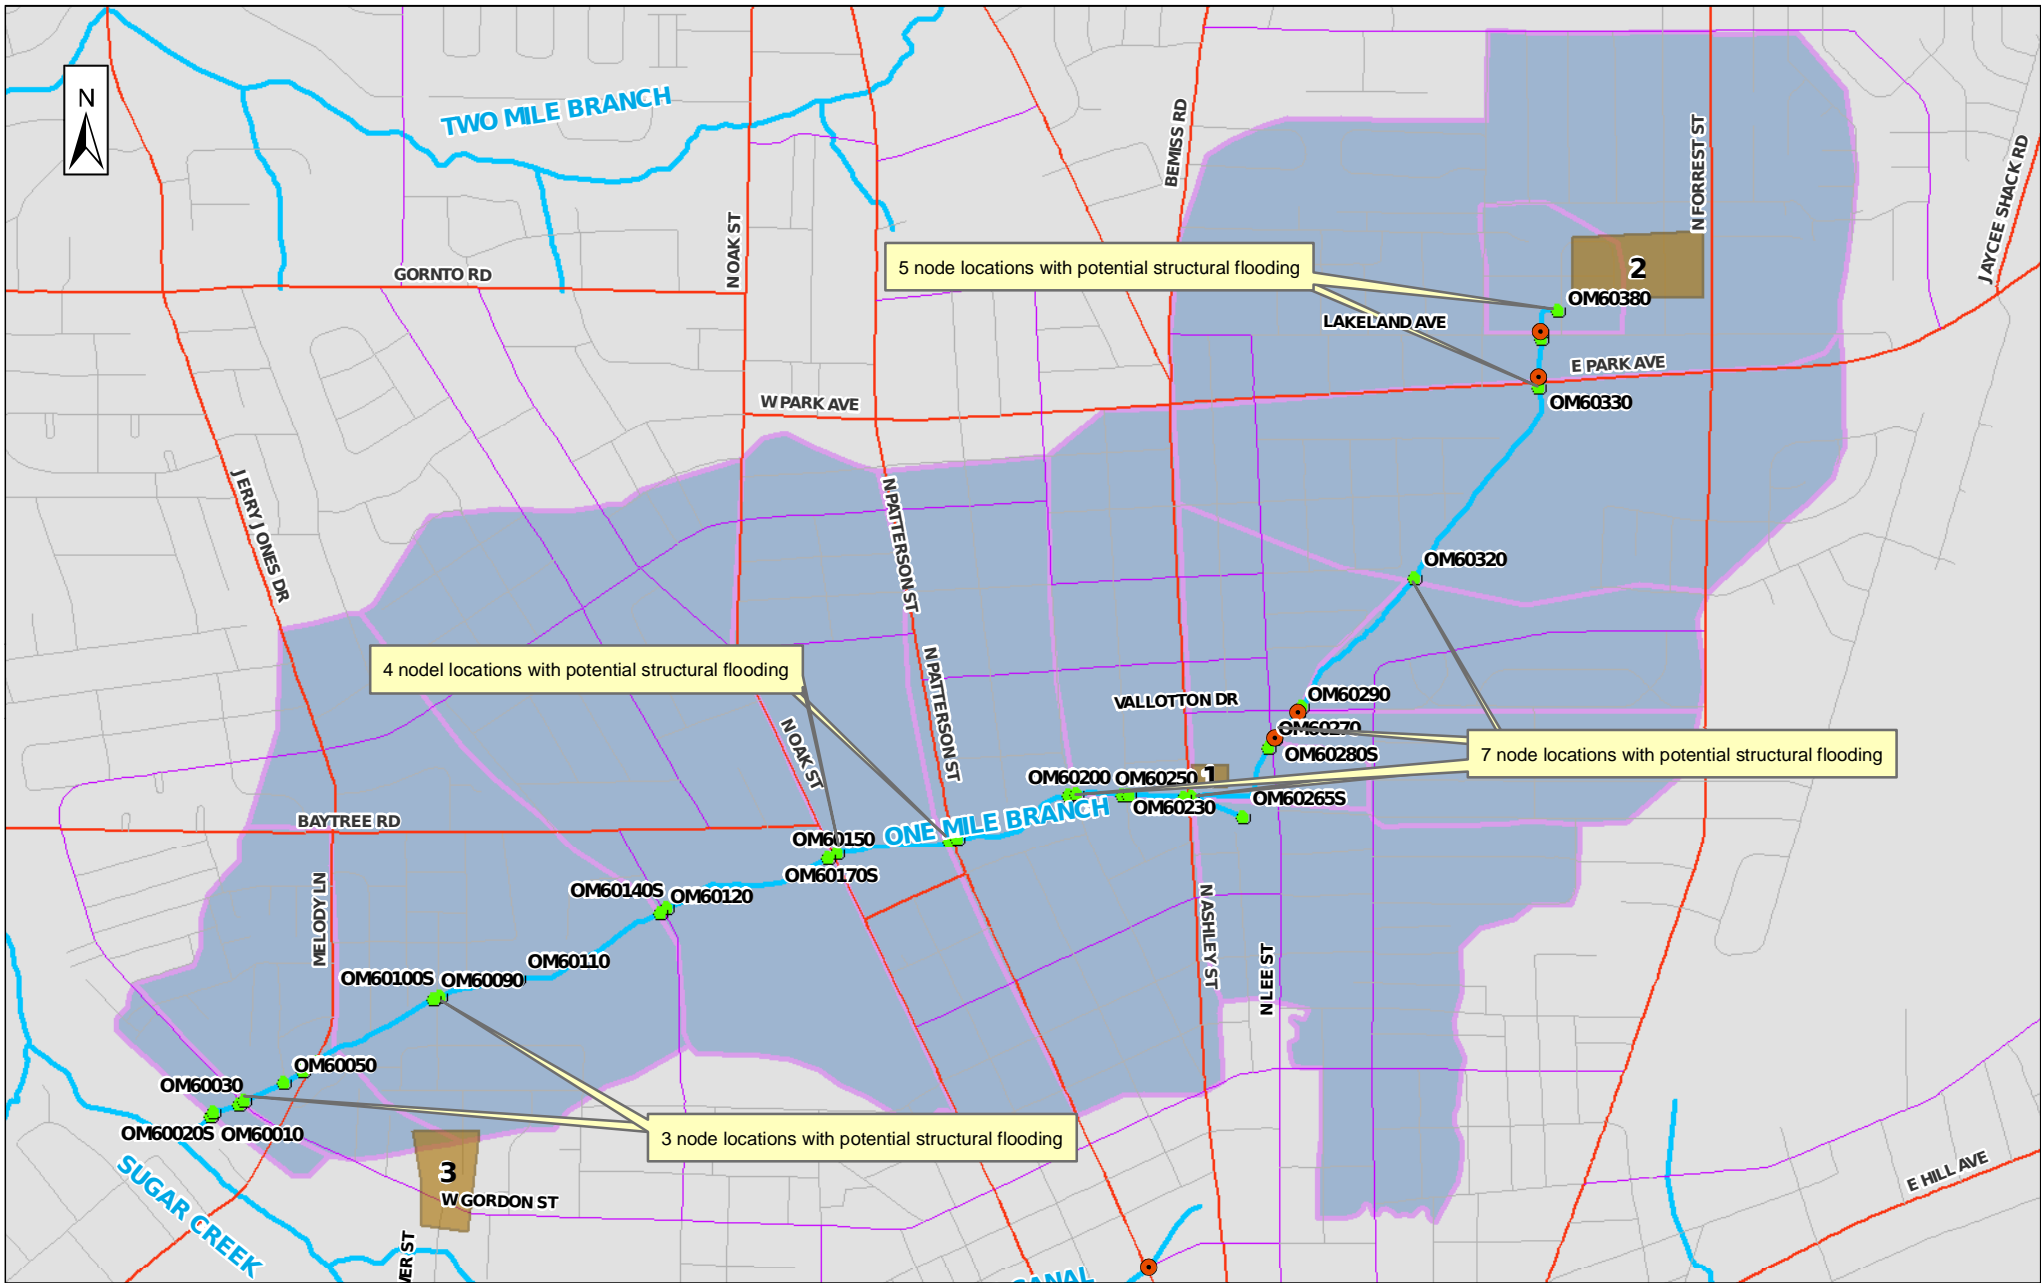 N
TWO MILE BRANCH
BEMISS RD
N FORREST ST
JAYCEE SHACK RD
N OAK ST
GORNTO RD
5 node locations with potential structural flooding
2
OM60380
LAKELAND AVE
E PARK AVE
W PARK AVE
OM60330
JERRY JONES DR
N PATTERSON ST
OM60320
4 nodel locations with potential structural flooding
N PATTERSON ST
OM60290
VALLOTTON DR
N OAK ST
OM60270
7 node locations with potential structural flooding
OM60280S
1
OM60200
OM60250
OM60230
OM60265S
ONE MILE BRANCH
BAYTREE RD
OM60150
OM60170S
OM60140S
OM60120
MELODY LN
N ASHLEY ST
N LEE ST
OM60110
OM60100S
OM60090
OM60050
OM60030
OM60020S
OM60010
3 node locations with potential structural flooding
SUGAR CREEK
3
W GORDON ST
E HILL AVE
CANAL